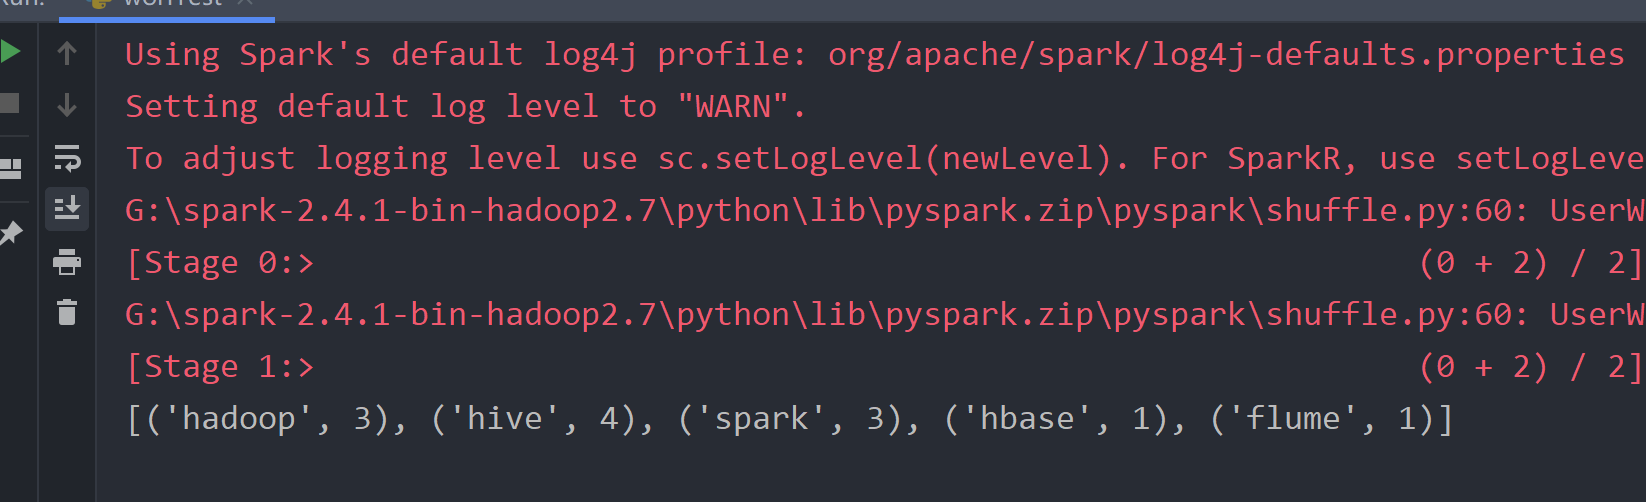 Using Spark's default log4j profile: org/apache/spark/log4j-defaults.properties
Setting default log level to "WARN".
To adjust logging level use sc.setLogLevel(newLevel). For SparkR, use setLogLeve
G:\spark-2.4.1-bin-hadoop2.7\python\lib\pyspark.zip\pyspark\shuffle.py:60: UserW
[Stage 0:> (0 + 2) / 2]
G:\spark-2.4.1-bin-hadoop2.7\python\lib\pyspark.zip\pyspark\shuffle.py:60: UserW
[Stage 1:> (0 + 2) / 2]
[('hadoop', 3), ('hive', 4), ('spark', 3), ('hbase', 1), ('flume', 1)]